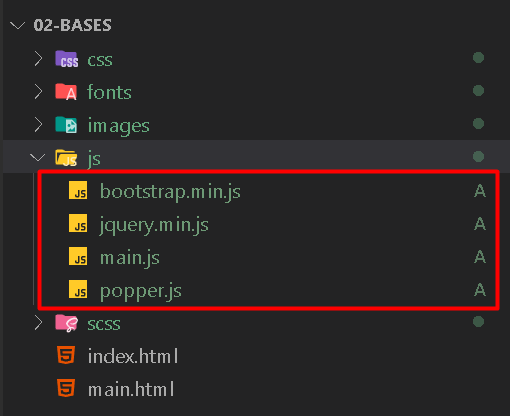 02-BASES
css
fonts
images
js
bootstrap.min.js A
jquery.min.js A
main.js A
popper.js A
scss
index.html
main.html